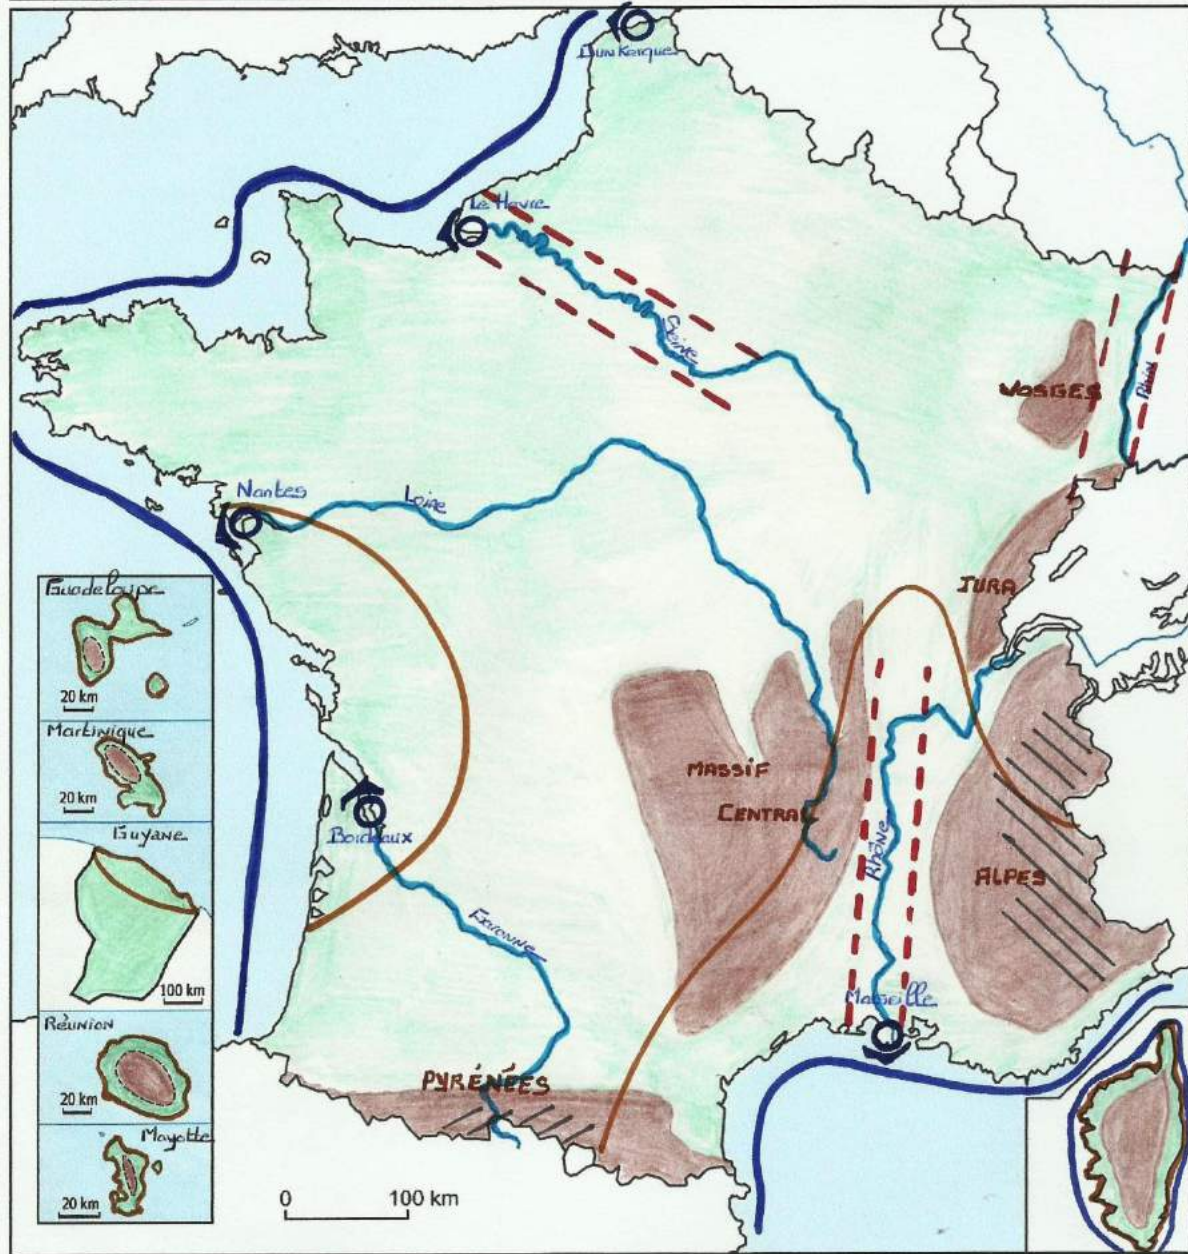 Dunkerque
Le Havre
Seine
VOSGES
Rhin
Nantes
Loire
JURA
Guadeloupe
20 km
Martinique
20 km
MASSIF
CENTRAL
Rhône
ALPES
Bordeaux
Guyane
100 km
Garonne
Marseille
RÉUNION
20 km
PYRÉNÉES
Mayotte
20 km
0 100 km